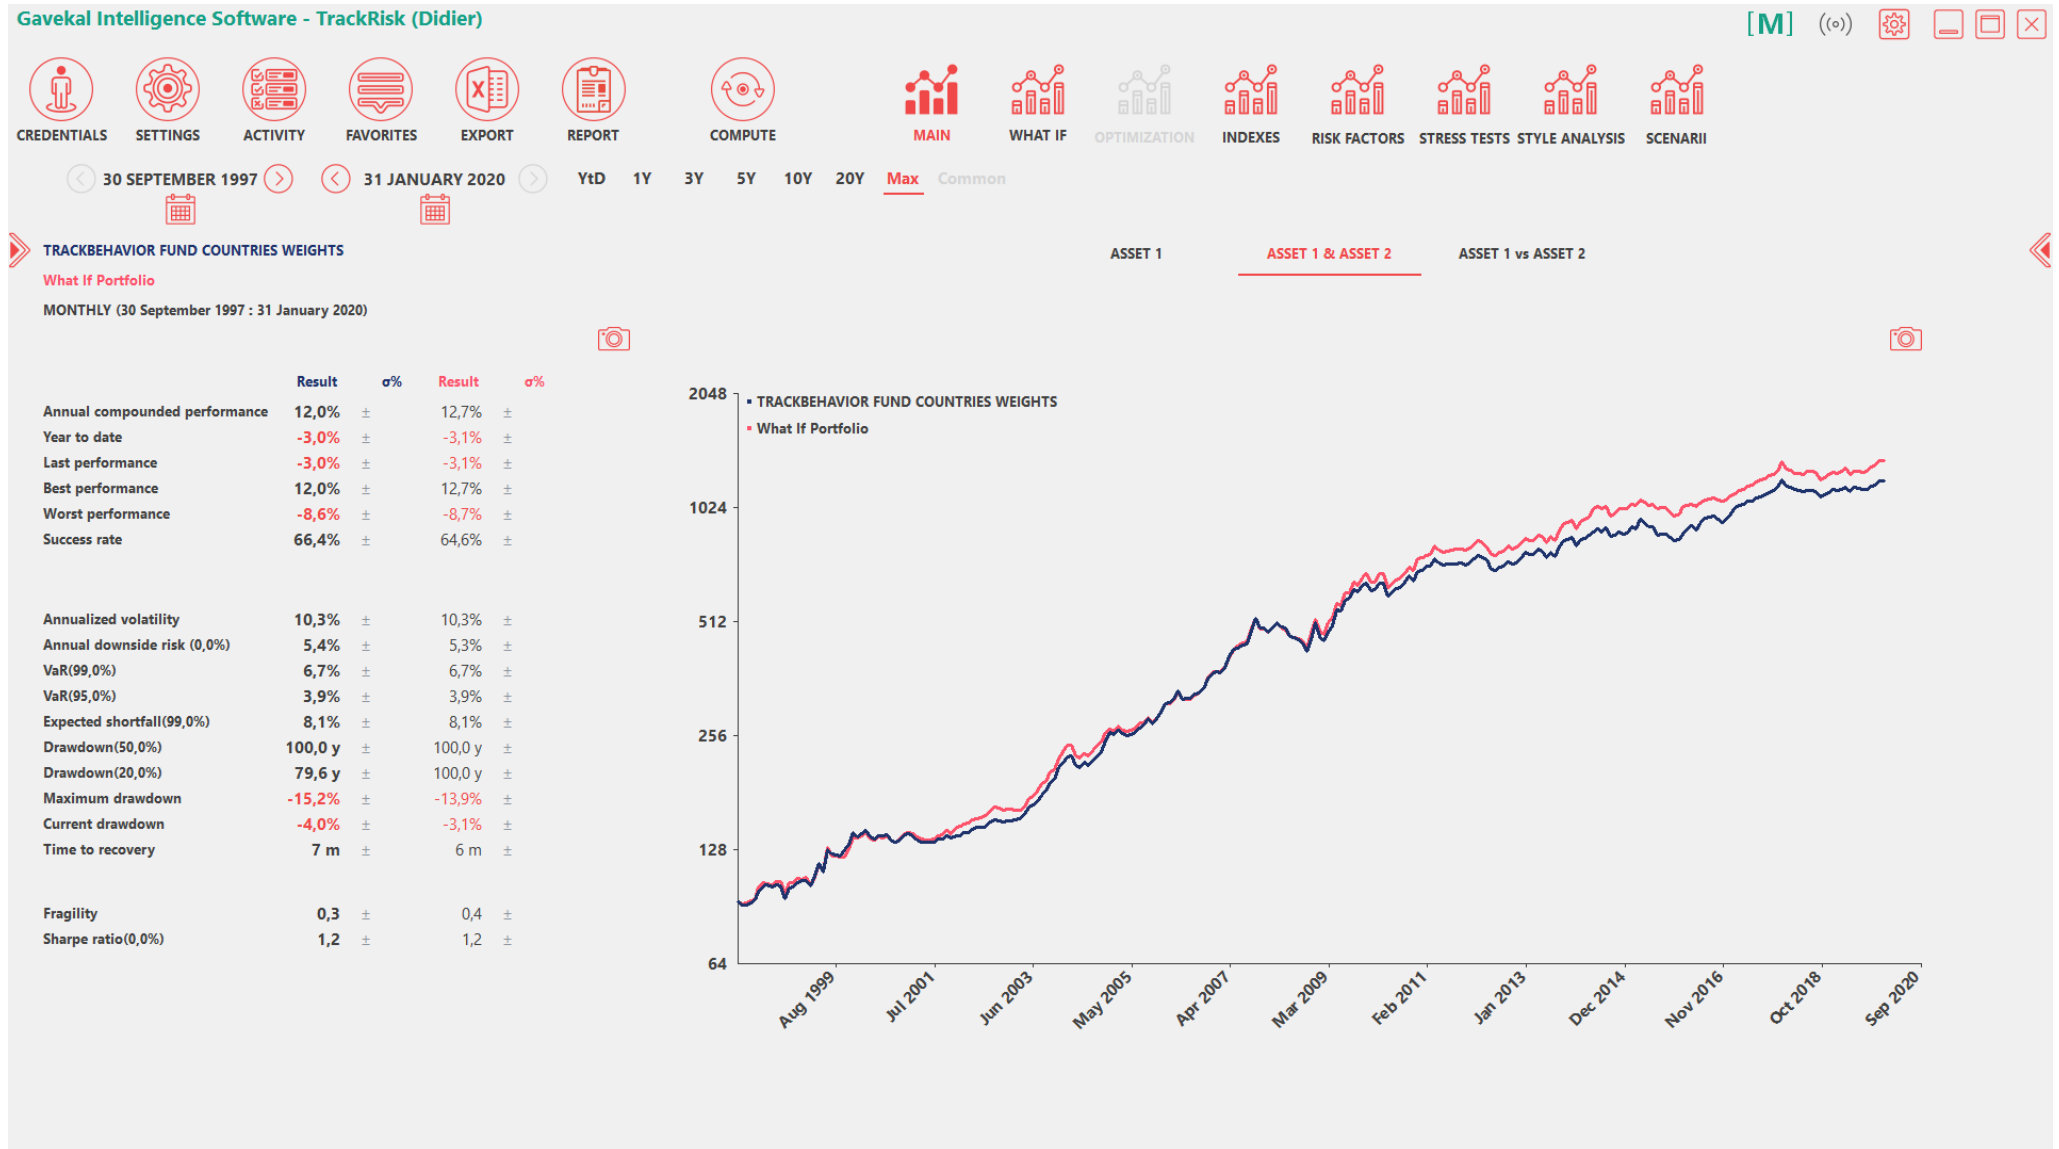 Gavekal Intelligence Software - TrackRisk (Didier)
[M]
CREDENTIALS SETTINGS ACTIVITY FAVORITES EXPORT REPORT COMPUTE MAIN WHAT IF OPTIMIZATION INDEXES RISK FACTORS STRESS TESTS STYLE ANALYSIS SCENARII
30 SEPTEMBER 1997 31 JANUARY 2020 YtD 1Y 3Y 5Y 10Y 20Y Max Common
TRACKBEHAVIOR FUND COUNTRIES WEIGHTS
What If Portfolio
MONTHLY (30 September 1997 : 31 January 2020)
ASSET 1 ASSET 1 & ASSET 2 ASSET 1 vs ASSET 2
Result σ% Result σ%
Annual compounded performance 12,0% ± 12,7% ±
Year to date -3,0% ± -3,1% ±
Last performance -3,0% ± -3,1% ±
Best performance 12,0% ± 12,7% ±
Worst performance -8,6% ± -8,7% ±
Success rate 66,4% ± 64,6% ±
Annualized volatility 10,3% ± 10,3% ±
Annual downside risk (0,0%) 5,4% ± 5,3% ±
VaR(99,0%) 6,7% ± 6,7% ±
VaR(95,0%) 3,9% ± 3,9% ±
Expected shortfall(99,0%) 8,1% ± 8,1% ±
Drawdown(50,0%) 100,0 y ± 100,0 y ±
Drawdown(20,0%) 79,6 y ± 100,0 y ±
Maximum drawdown -15,2% ± -13,9% ±
Current drawdown -4,0% ± -3,1% ±
Time to recovery 7 m ± 6 m ±
Fragility 0,3 ± 0,4 ±
Sharpe ratio(0,0%) 1,2 ± 1,2 ±
TRACKBEHAVIOR FUND COUNTRIES WEIGHTS
What If Portfolio
2048
1024
512
256
128
64
Aug 1999 Jul 2001 Jun 2003 May 2005 Apr 2007 Mar 2009 Feb 2011 Jan 2013 Dec 2014 Nov 2016 Oct 2018 Sep 2020